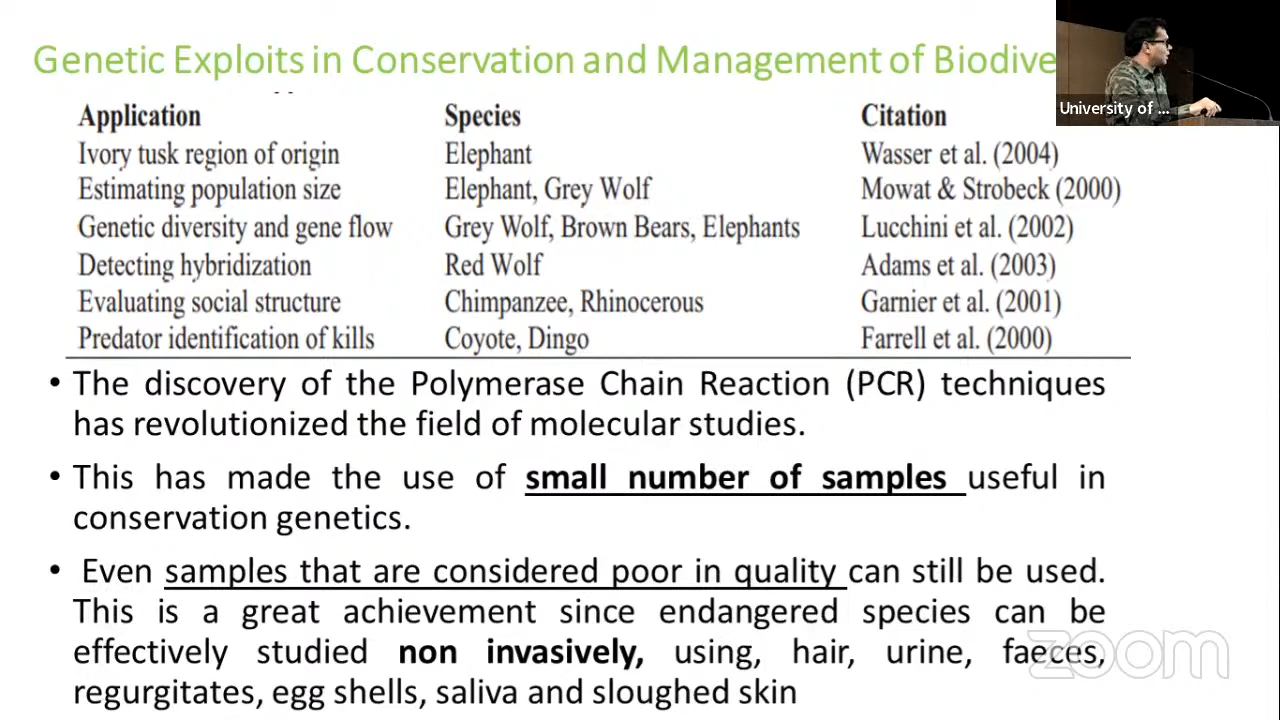 Genetic Exploits in Conservation and Management of Biodive
University of ...
Application Species Citation
Ivory tusk region of origin Elephant Wasser et al. (2004)
Estimating population size Elephant, Grey Wolf Mowat & Strobeck (2000)
Genetic diversity and gene flow Grey Wolf, Brown Bears, Elephants Lucchini et al. (2002)
Detecting hybridization Red Wolf Adams et al. (2003)
Evaluating social structure Chimpanzee, Rhinocerous Garnier et al. (2001)
Predator identification of kills Coyote, Dingo Farrell et al. (2000)
• The discovery of the Polymerase Chain Reaction (PCR) techniques
has revolutionized the field of molecular studies.
• This has made the use of small number of samples useful in
conservation genetics.
• Even samples that are considered poor in quality can still be used.
This is a great achievement since endangered species can be
effectively studied non invasively, using, hair, urine, faeces,
regurgitates, egg shells, saliva and sloughed skin
zoom